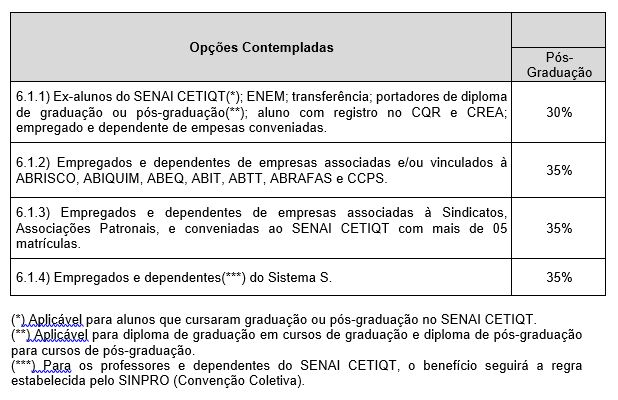 Opções Contempladas
Pós-
Graduação
6.1.1) Ex-alunos do SENAI CETIQT(*); ENEM; transferência; portadores de diploma
de graduação ou pós-graduação(**); aluno com registro no CQR e CREA;
empregado e dependente de empesas conveniadas.
30%
6.1.2) Empregados e dependentes de empresas associadas e/ou vinculados à
ABRISCO, ABIQUIM, ABEQ, ABIT, ABTT, ABRAFAS e CCPS.
35%
6.1.3) Empregados e dependentes de empresas associadas à Sindicatos,
Associações Patronais, e conveniadas ao SENAI CETIQT com mais de 05
matrículas.
35%
6.1.4) Empregados e dependentes(***) do Sistema S.
35%
(*) Aplicável para alunos que cursaram graduação ou pós-graduação no SENAI CETIQT.
(**) Aplicável para diploma de graduação em cursos de graduação e diploma de pós-graduação
para cursos de pós-graduação.
(***) Para os professores e dependentes do SENAI CETIQT, o benefício seguirá a regra
estabelecida pelo SINPRO (Convenção Coletiva).